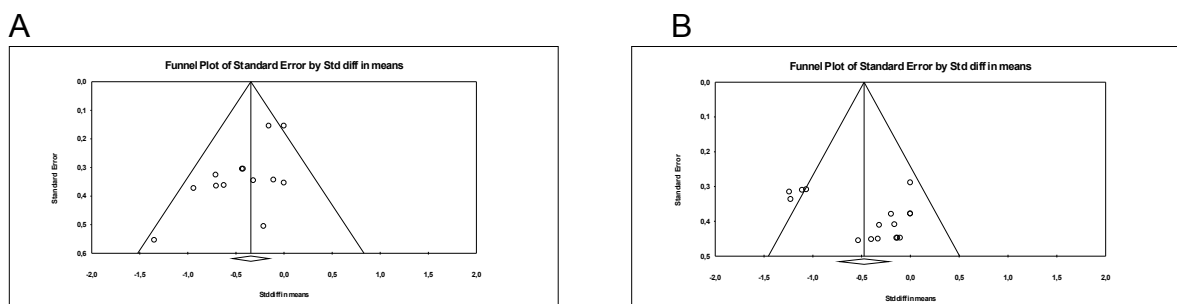 A
Funnel Plot of Standard Error by Std diff in means
0,0
0,1
0,2
0,3
0,4
0,5
0,6
Standard Error
-2,0 -1,5 -1,0 -0,5 0,0 0,5 1,0 1,5 2,0
Std diff in means
B
Funnel Plot of Standard Error by Std diff in means
0,0
0,1
0,2
0,3
0,4
0,5
Standard Error
-2,0 -1,5 -1,0 -0,5 0,0 0,5 1,0 1,5 2,0
Std diff in means